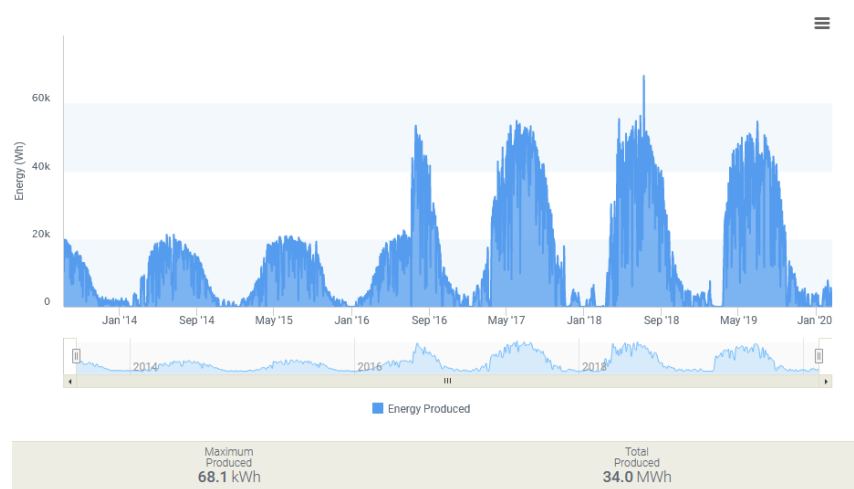 60k
40k
20k
0
Energy (Wh)
Jan '14 Sep '14 May '15 Jan '16 Sep '16 May '17 Jan '18 Sep '18 May '19 Jan '20
2014 2016 2018
Energy Produced
Maximum
Produced
68.1 kWh
Total
Produced
34.0 MWh